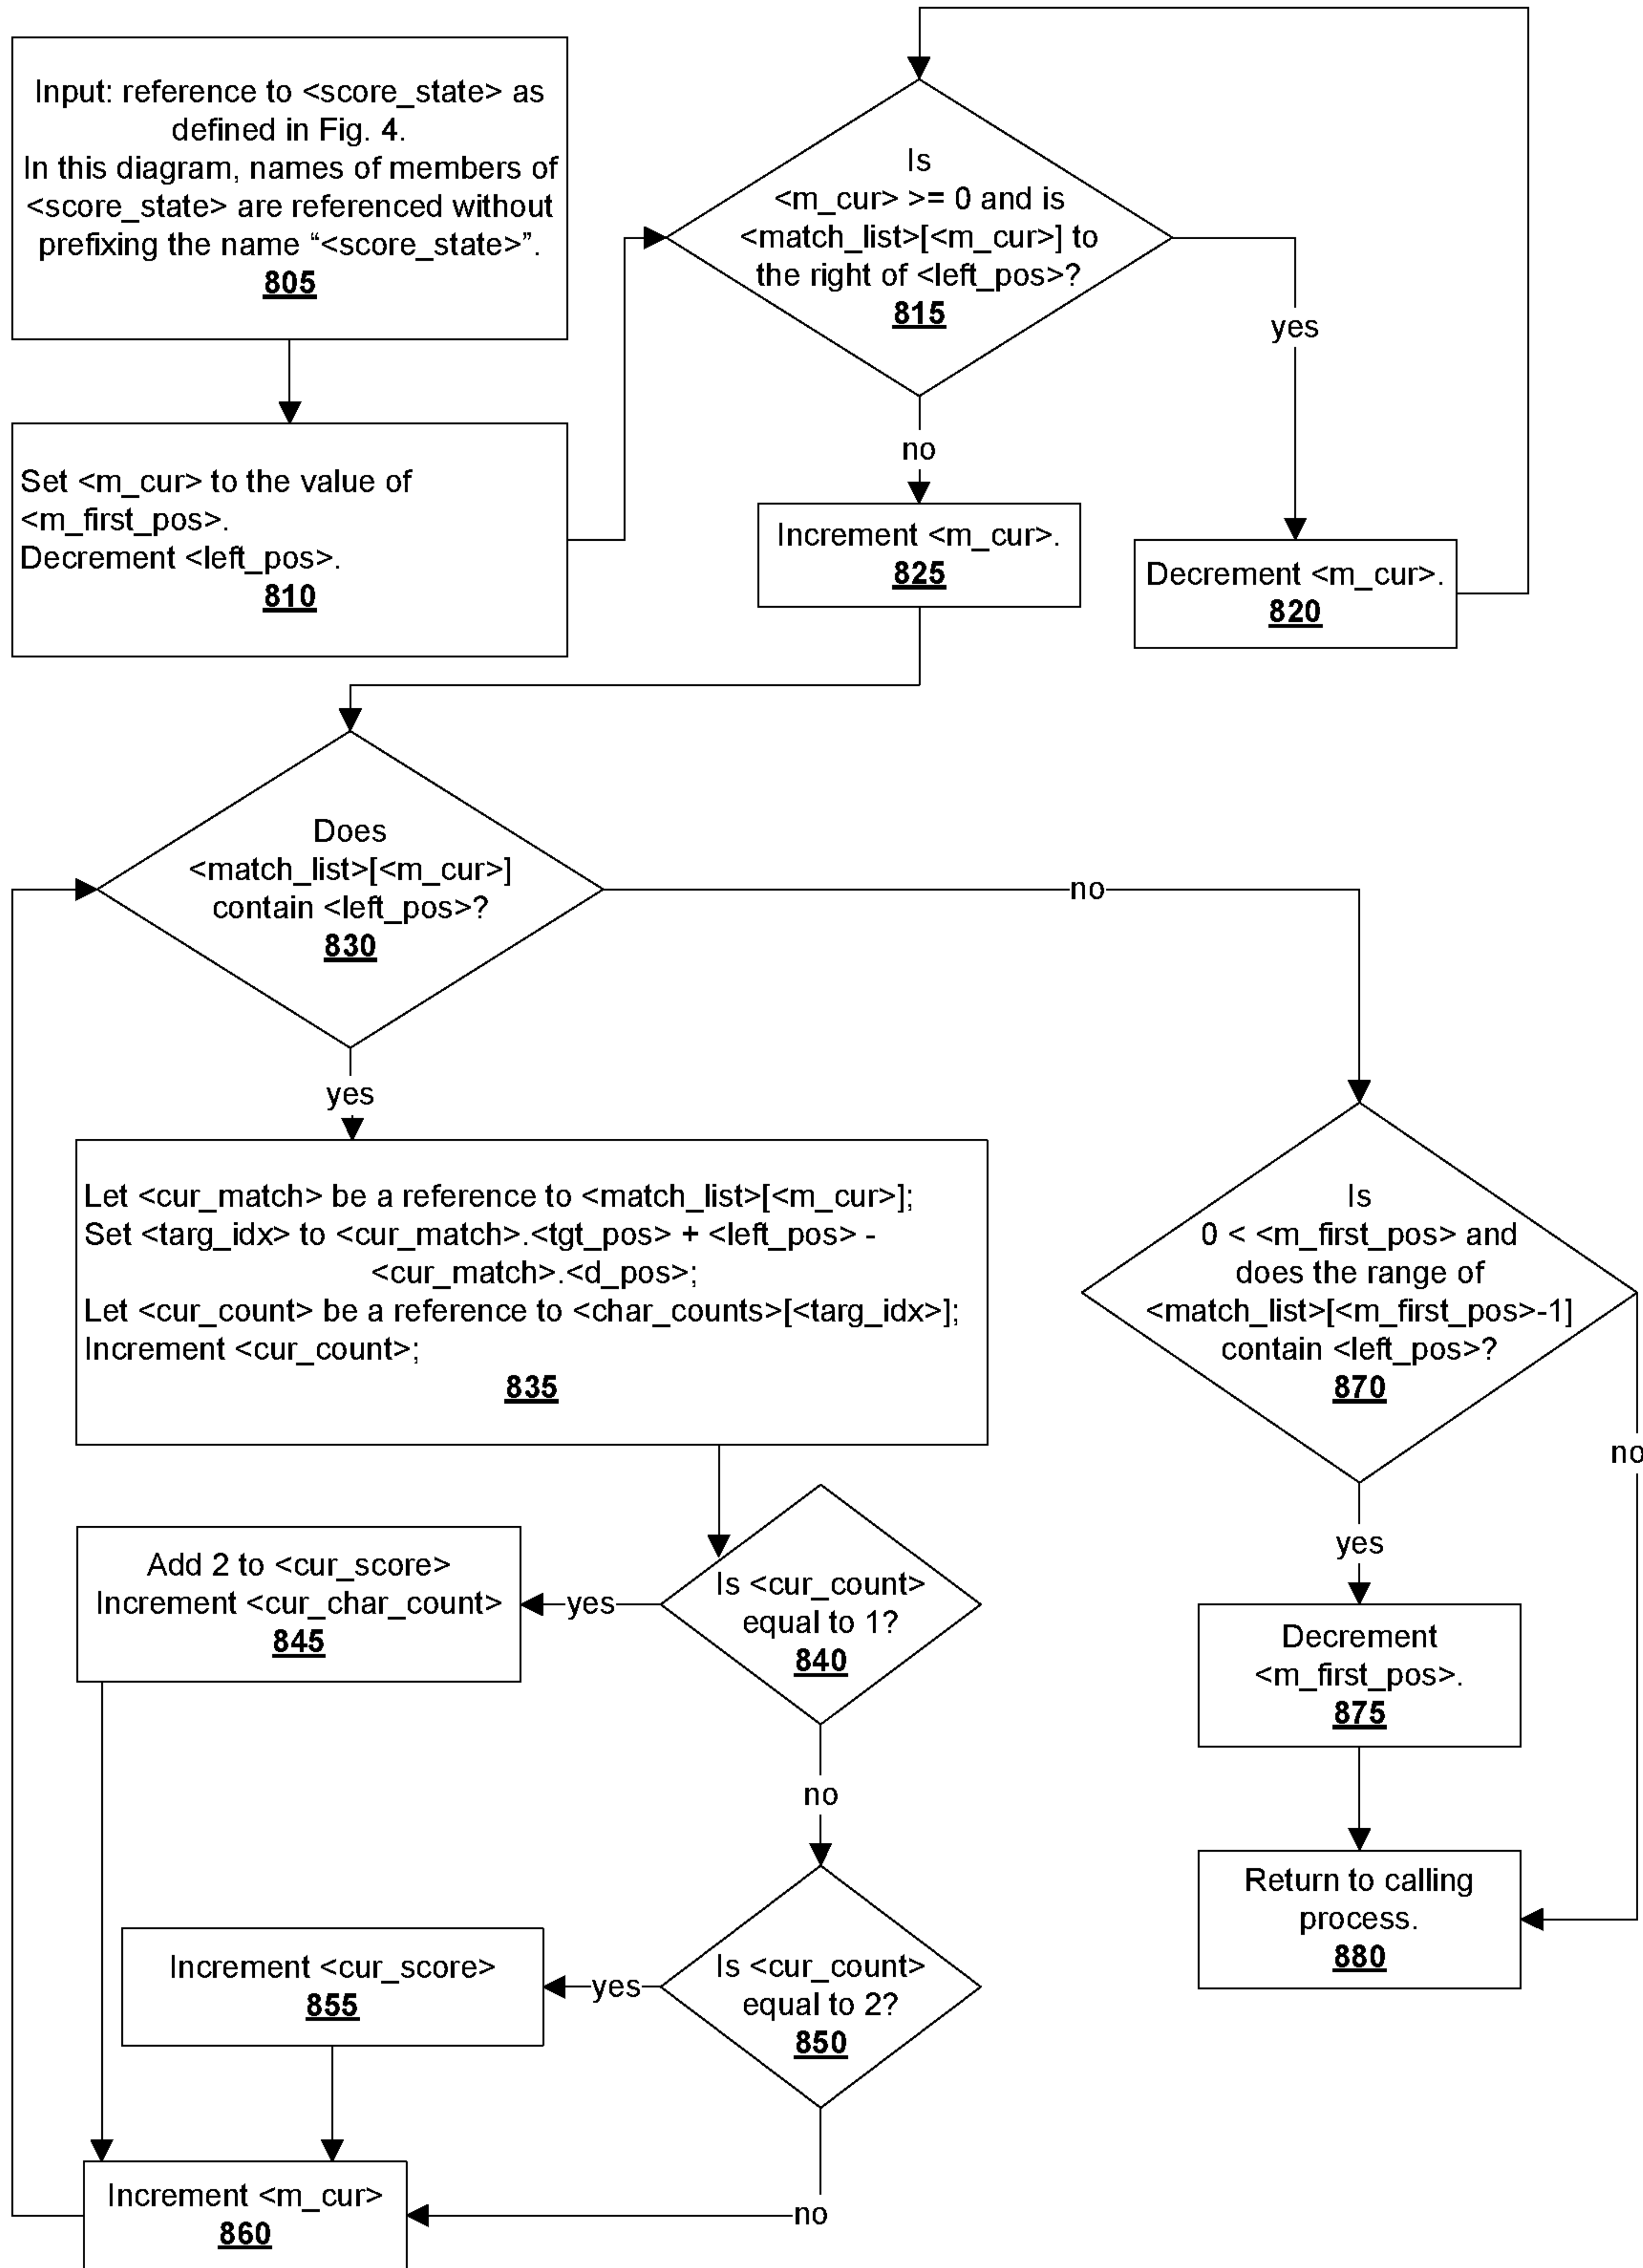 Input: reference to <score_state> as
defined in Fig. 4.
In this diagram, names of members of
<score_state> are referenced without
prefixing the name “<score_state>”.
805
Set <m_cur> to the value of
<m_first_pos>.
Decrement <left_pos>.
810
Is
<m_cur> >= 0 and is
<match_list>[<m_cur>] to
the right of <left_pos>?
815
yes
no
Decrement <m_cur>.
820
Increment <m_cur>.
825
Does
<match_list>[<m_cur>]
contain <left_pos>?
830
no
yes
Let <cur_match> be a reference to <match_list>[<m_cur>];
Set <targ_idx> to <cur_match>.<tgt_pos> + <left_pos> -
<cur_match>.<d_pos>;
Let <cur_count> be a reference to <char_counts>[<targ_idx>];
Increment <cur_count>;
835
Is <cur_count>
equal to 1?
840
yes
Add 2 to <cur_score>
Increment <cur_char_count>
845
no
Is <cur_count>
equal to 2?
850
yes
Increment <cur_score>
855
no
Increment <m_cur>
860
Is
0 < <m_first_pos> and
does the range of
<match_list>[<m_first_pos>-1]
contain <left_pos>?
870
no
yes
Decrement
<m_first_pos>.
875
Return to calling
process.
880